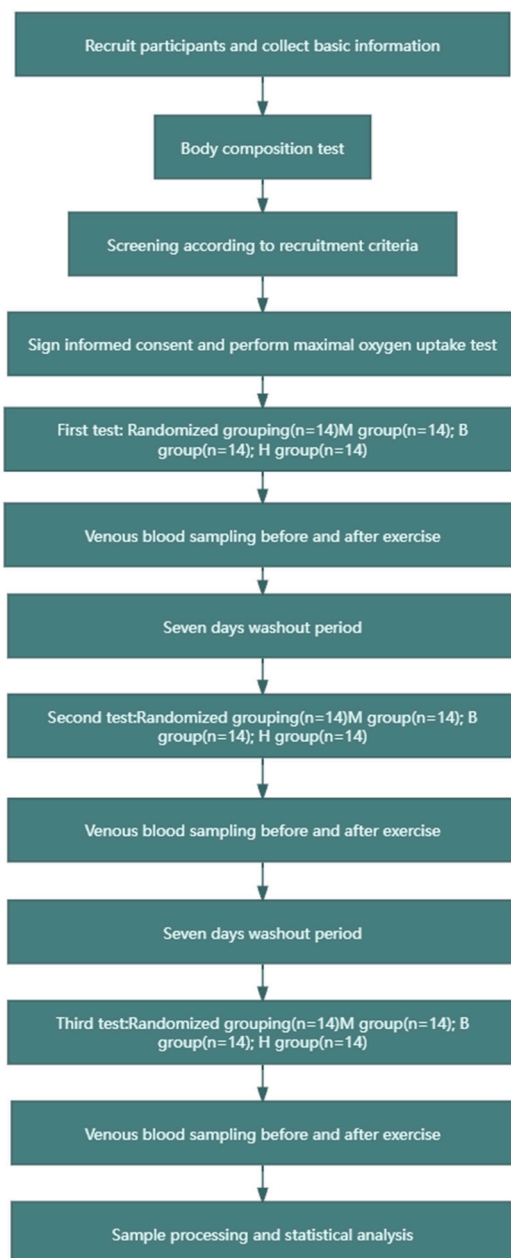 Recruit participants and collect basic information
Body composition test
Screening according to recruitment criteria
Sign informed consent and perform maximal oxygen uptake test
First test: Randomized grouping(n=14)M group(n=14); B
group(n=14); H group(n=14)
Venous blood sampling before and after exercise
Seven days washout period
Second test:Randomized grouping(n=14)M group(n=14); B
group(n=14); H group(n=14)
Venous blood sampling before and after exercise
Seven days washout period
Third test:Randomized grouping(n=14)M group(n=14); B
group(n=14); H group(n=14)
Venous blood sampling before and after exercise
Sample processing and statistical analysis